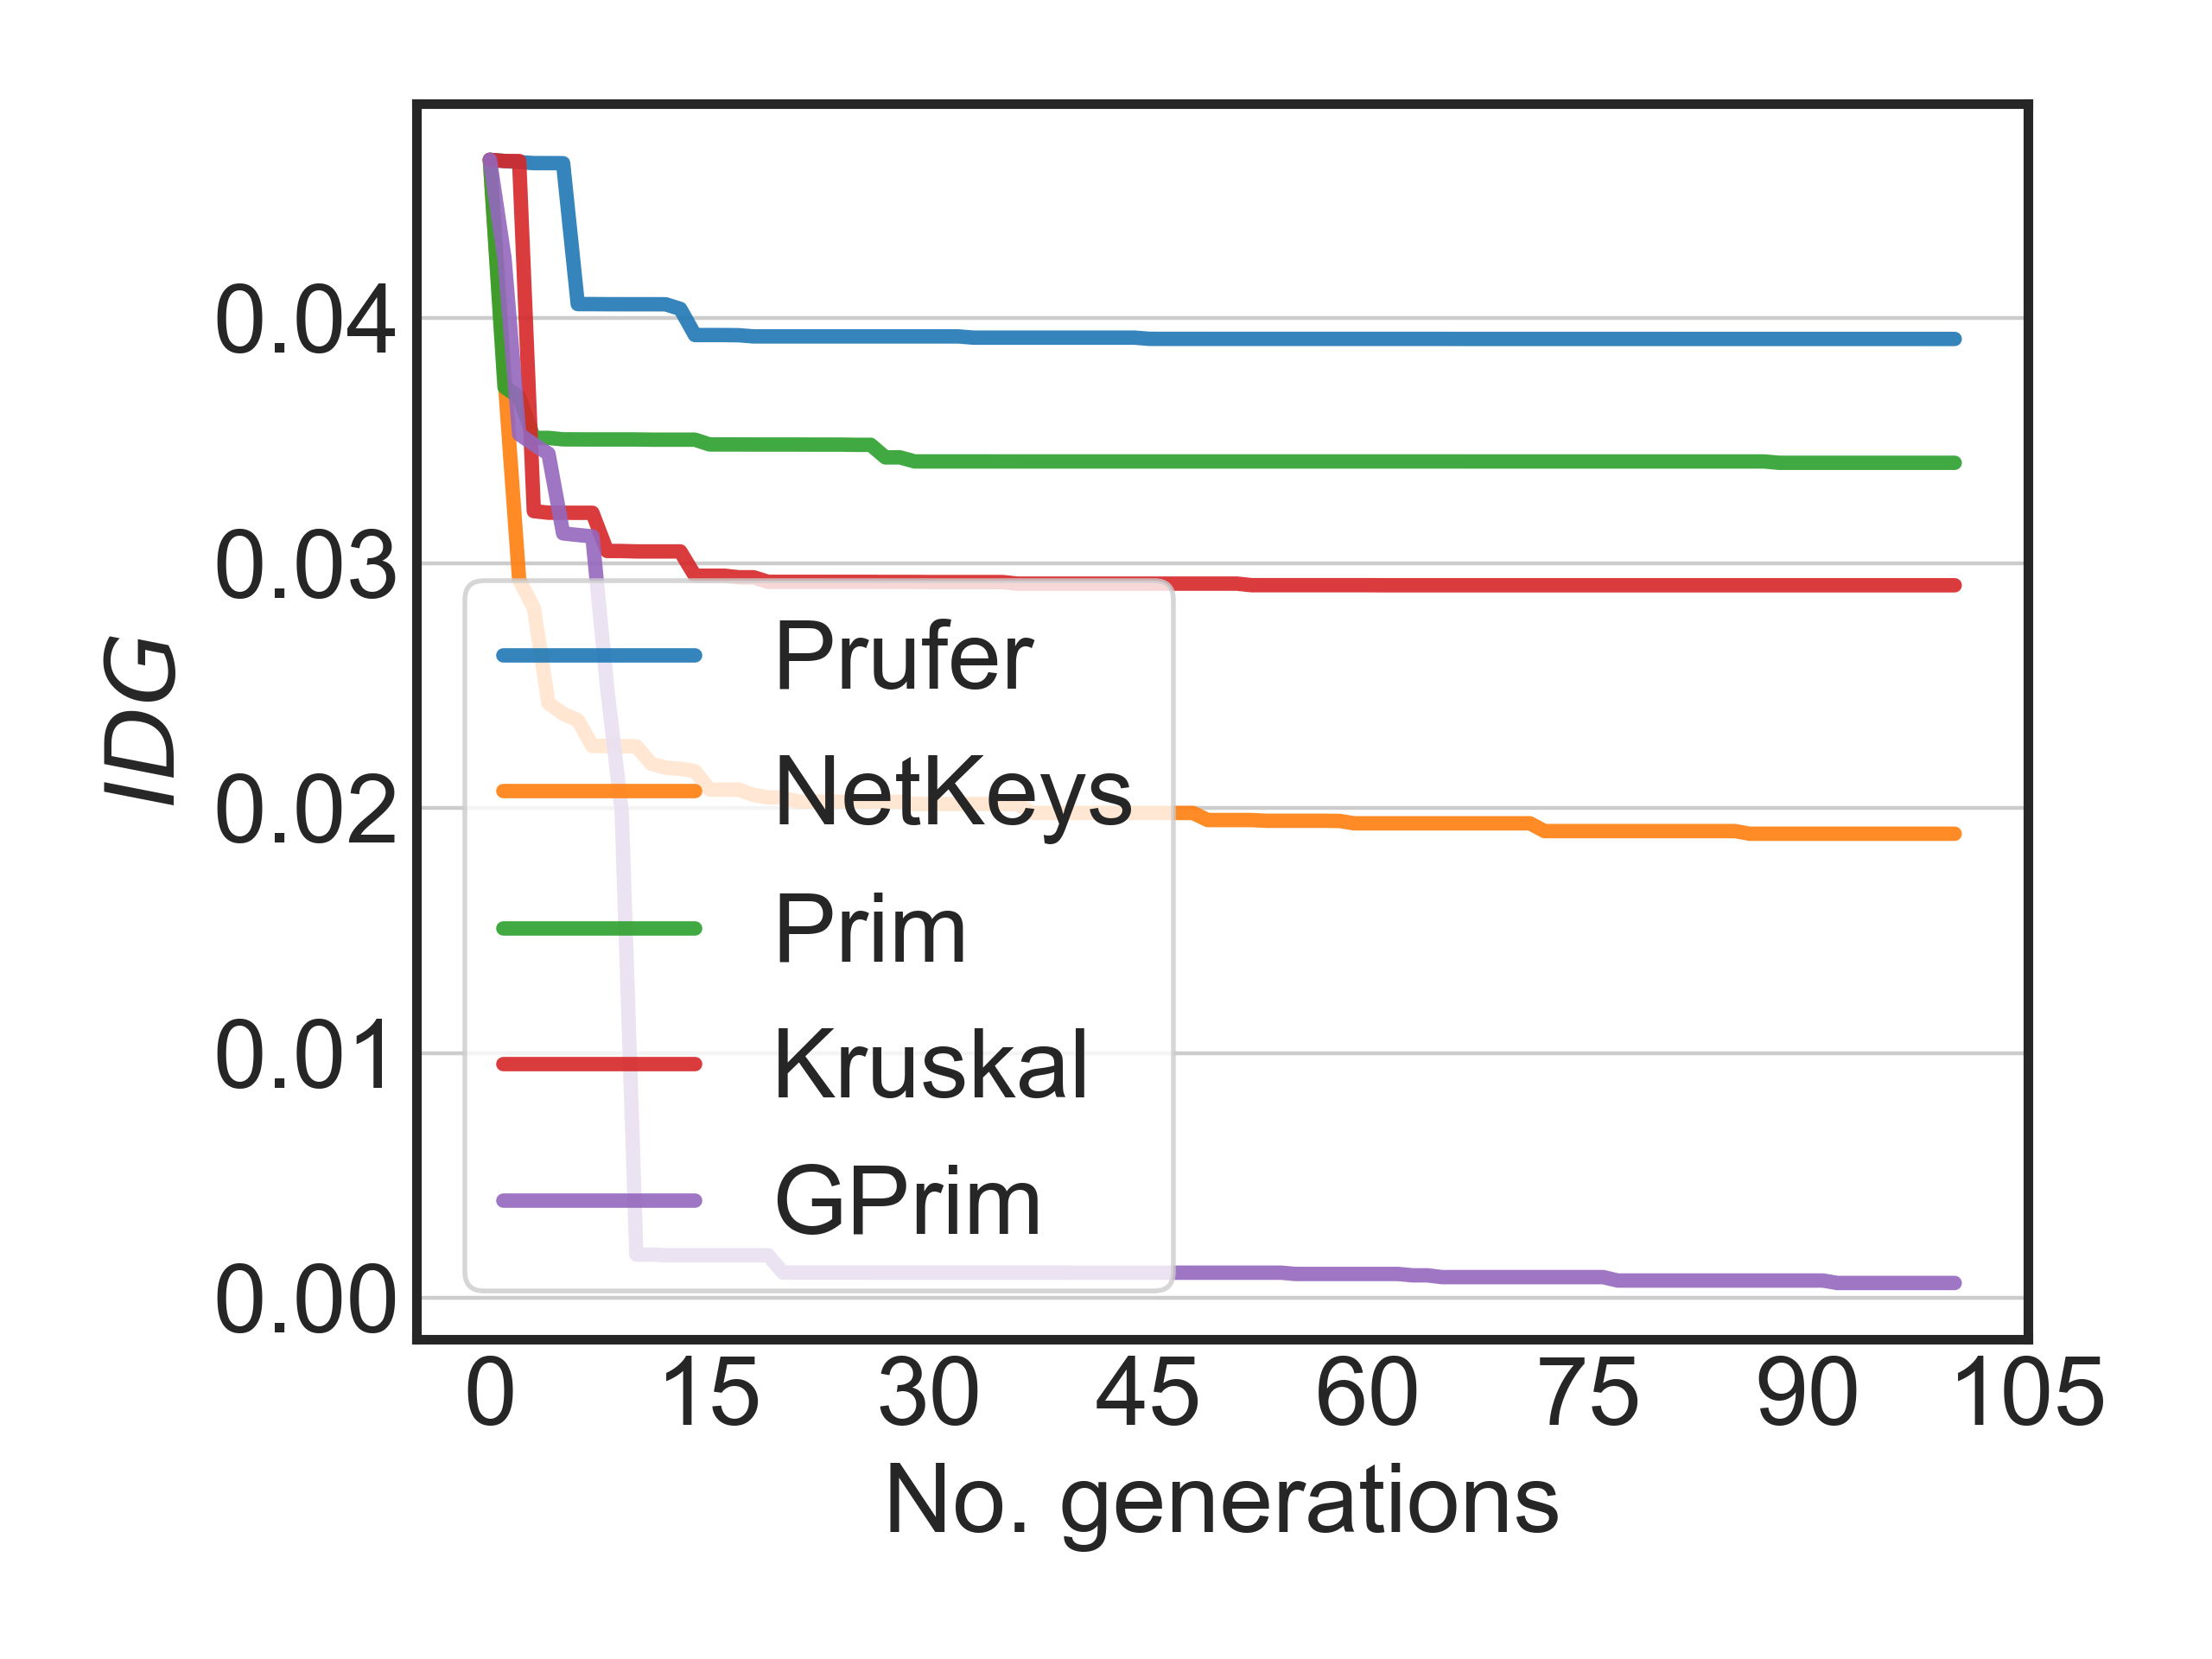 0.04
0.03
0.02
0.01
0.00
IDG
Prufer
NetKeys
Prim
Kruskal
GPrim
0 15 30 45 60 75 90 105
No. generations